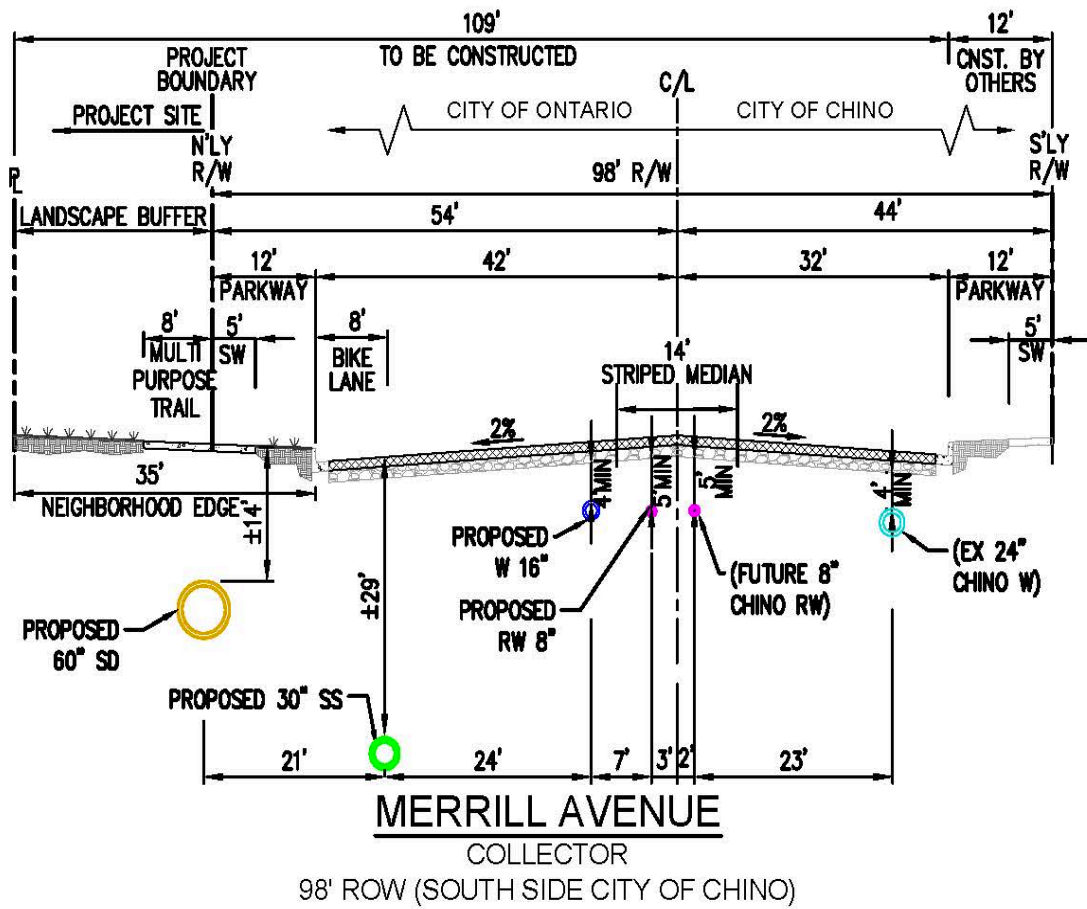 109'
12'
TO BE CONSTRUCTED
CNST. BY
OTHERS
PROJECT
BOUNDARY
C/L
PROJECT SITE
CITY OF ONTARIO
CITY OF CHINO
N'LY
R/W
S'LY
R/W
PL
98' R/W
LANDSCAPE BUFFER
54'
44'
12'
PARKWAY
42'
32'
12'
PARKWAY
8'
MULTI
PURPOSE
TRAIL
5'
SW
8'
BIKE
LANE
14'
STRIPED MEDIAN
5'
SW
2%
2%
35'
NEIGHBORHOOD EDGE
±14'
±29'
4' MIN
5' MIN
5'
MIN
4'
MIN
PROPOSED
W 16"
PROPOSED
RW 8"
(FUTURE 8"
CHINO RW)
(EX 24"
CHINO W)
PROPOSED
60" SD
PROPOSED 30" SS
21'
24'
7'
3'
2'
23'
MERRILL AVENUE
COLLECTOR
98' ROW (SOUTH SIDE CITY OF CHINO)